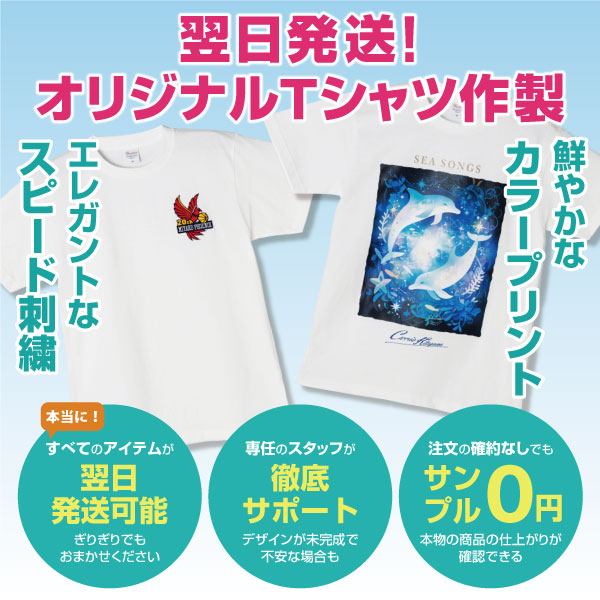 翌日発送!
オリジナルTシャツ作製
エレガントな
スピード刺繍
鮮やかな
カラープリント
20th
MIYAKO PHOENIX
SEA SONGS
本当に!
すべてのアイテムが
翌日
発送可能
ぎりぎりでも
おまかせください
専任のスタッフが
徹底
サポート
デザインが未完成で
不安な場合も
注文の確約なしでも
サン
プル0円
本物の商品の仕上がりが
確認できる